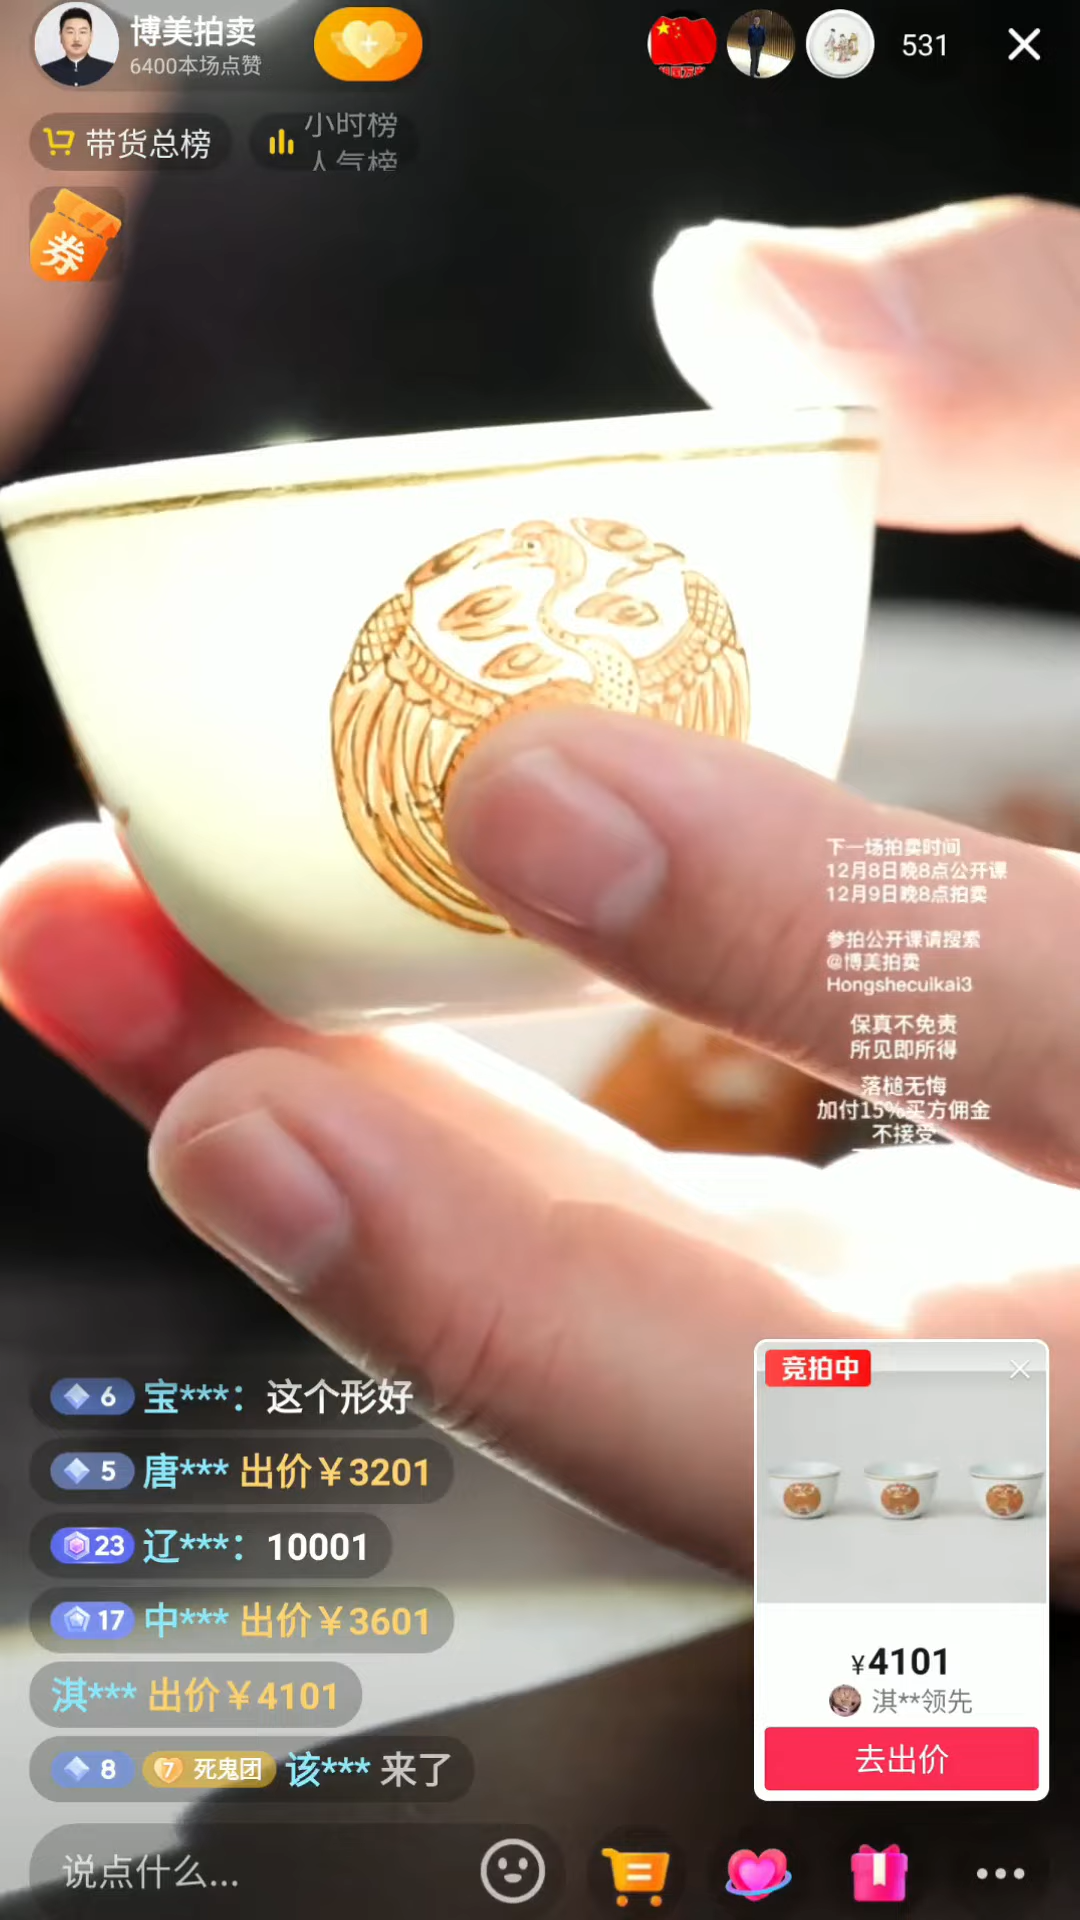 博美拍卖
6400本场点赞
531
带货总榜
小时榜
人气榜
券
下一场拍卖时间
12月8日晚8点公开课
12月9日晚8点拍卖
参拍公开课请搜索
@博美拍卖
Hongshecuikai3
保真不免责
所见即所得
落槌无悔
加付15%买方佣金
不接受
6 宝***：这个形好
5 唐*** 出价￥3201
23 辽***：10001
17 中*** 出价￥3601
淇*** 出价￥4101
8 7 死鬼团 该*** 来了
竞拍中
￥4101
淇**领先
去出价
说点什么...